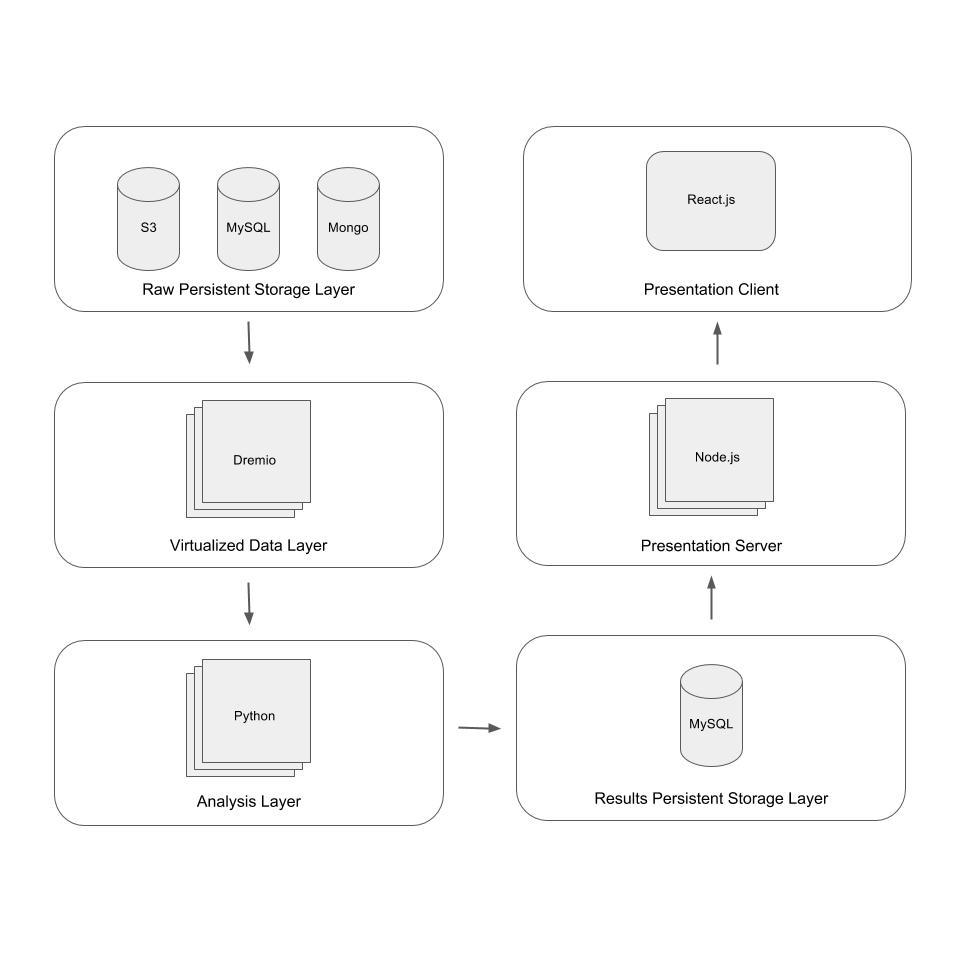 S3
MySQL
Mongo
Raw Persistent Storage Layer
Dremio
Virtualized Data Layer
Python
Analysis Layer
React.js
Presentation Client
Node.js
Presentation Server
MySQL
Results Persistent Storage Layer